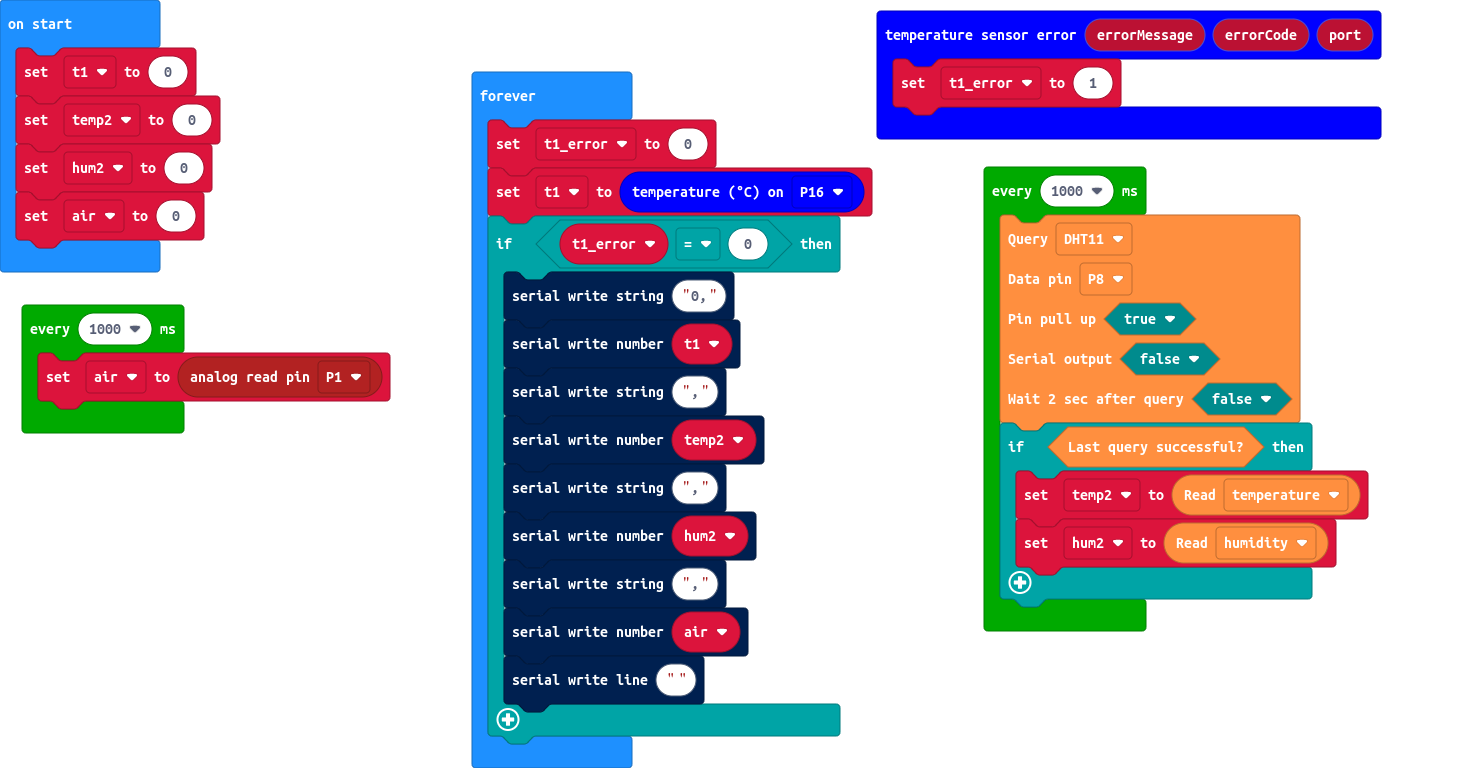 on start
set t1 to 0
set temp2 to 0
set hum2 to 0
set air to 0
every 1000 ms
set air to analog read pin P1
forever
set t1_error to 0
set t1 to temperature (°C) on P16
if t1_error = 0 then
serial write string "0,"
serial write number t1
serial write string ","
serial write number temp2
serial write string ","
serial write number hum2
serial write string ","
serial write number air
serial write line " "
temperature sensor error errorMessage errorCode port
set t1_error to 1
every 1000 ms
Query DHT11
Data pin P8
Pin pull up true
Serial output false
Wait 2 sec after query false
if Last query successful? then
set temp2 to Read temperature
set hum2 to Read humidity